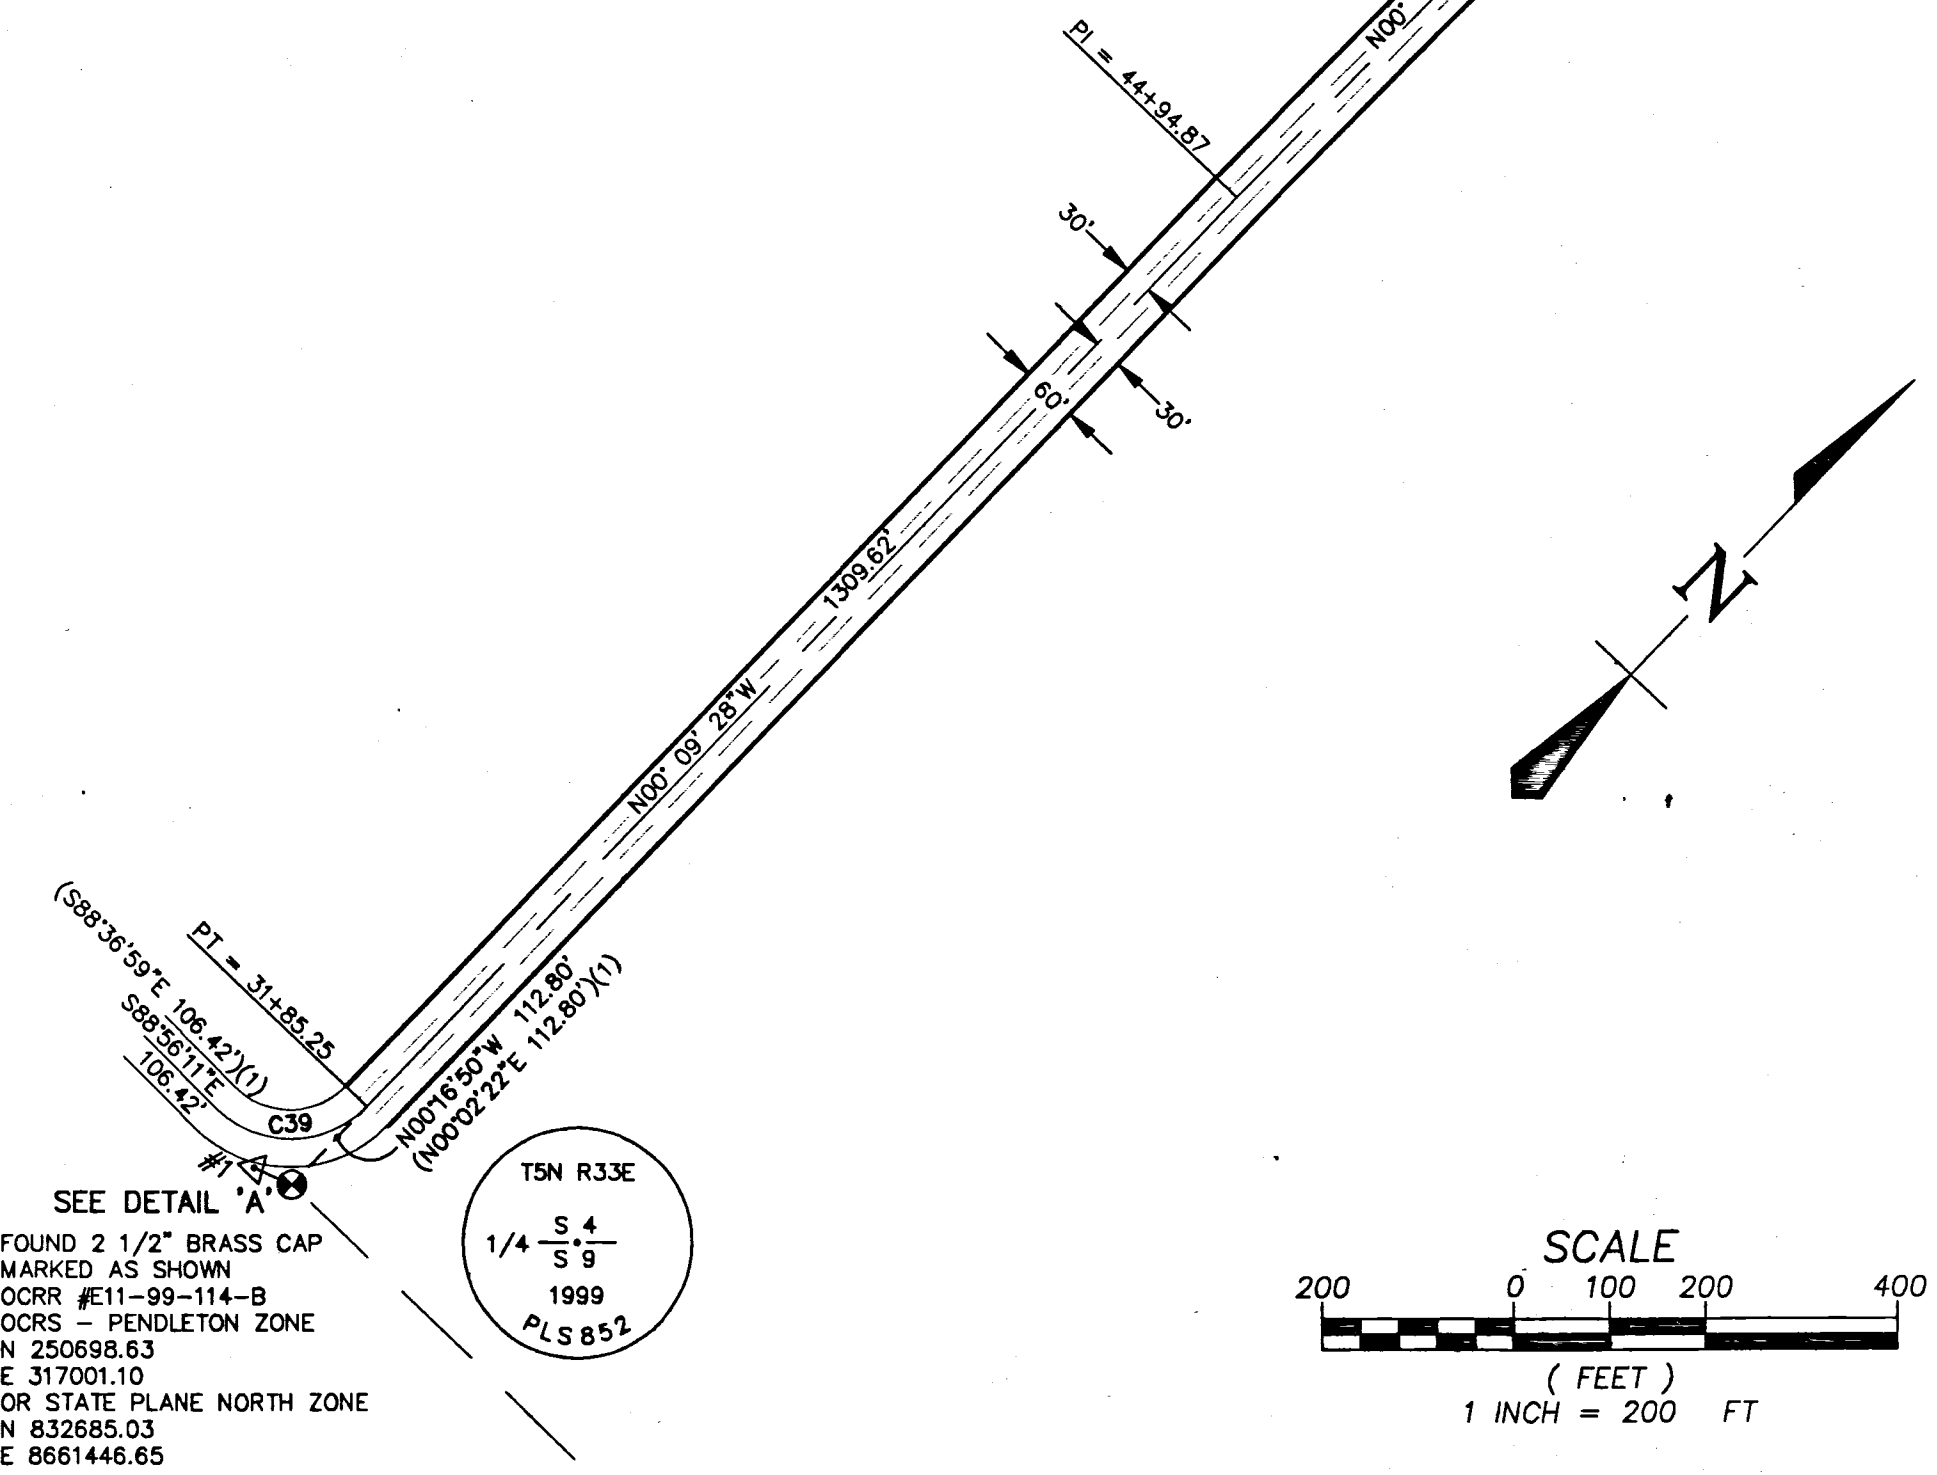 N00°
PI = 44+94.87
30'
60'
30'
1309.62'
N00° 09' 28"W
N
(S88°36'59"E 106.42')(1)
S88°56'11"E
106.42'
PT = 31+85.25
C39
N00°16'50"W 112.80'
(N00°02'22"E 112.80')(1)
#1
SEE DETAIL 'A'
FOUND 2 1/2" BRASS CAP
MARKED AS SHOWN
OCRR #E11-99-114-B
OCRS - PENDLETON ZONE
N 250698.63
E 317001.10
OR STATE PLANE NORTH ZONE
N 832685.03
E 8661446.65
T5N R33E
S 4
1/4
S 9
1999
PLS 852
SCALE
200 0 100 200 400
( FEET )
1 INCH = 200 FT